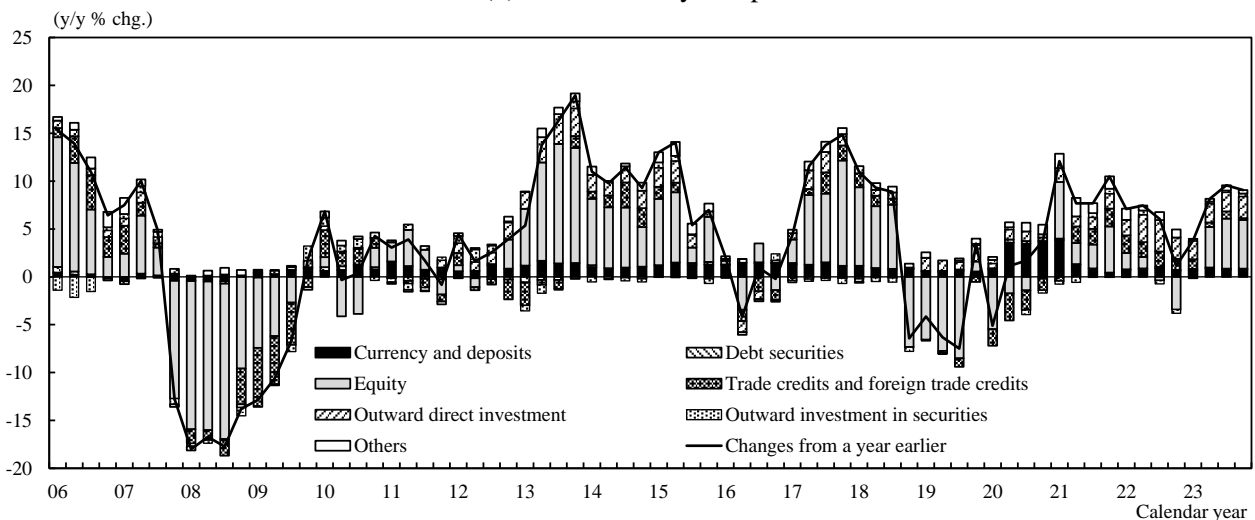 (y/y % chg.)
25
20
15
10
5
0
-5
-10
-15
-20
Currency and deposits
Debt securities
Equity
Trade credits and foreign trade credits
Outward direct investment
Outward investment in securities
Others
Changes from a year earlier
06 07 08 09 10 11 12 13 14 15 16 17 18 19 20 21 22 23
Calendar year